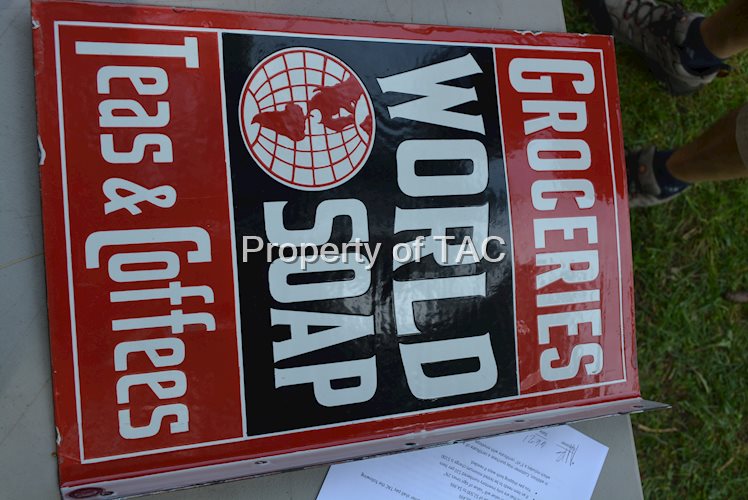 GROCERIES
WORLD
SOAP
TEAS & COFFEES
Property of TAC